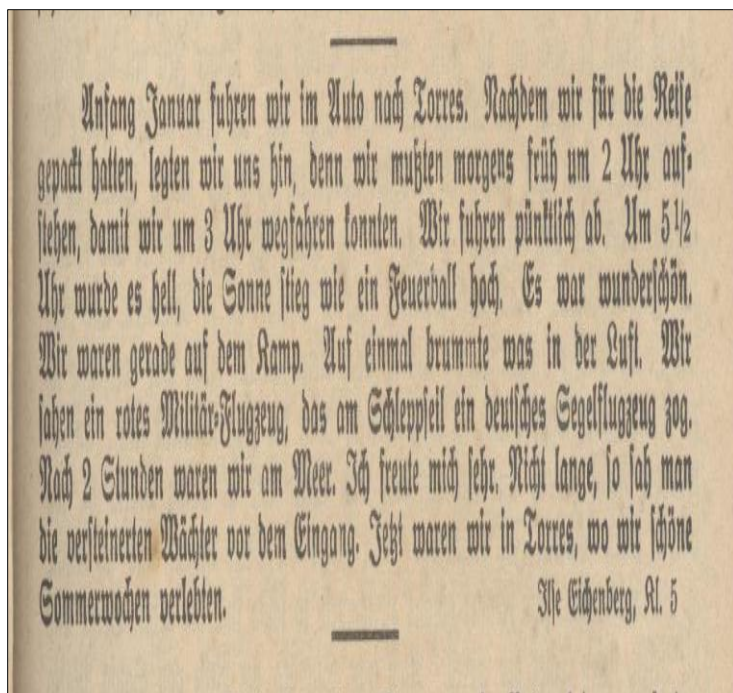 Anfang Januar fuhren wir im Auto nach Torres. Nachdem wir für die Reise
gepackt hatten, legten wir uns hin, denn wir mußten morgens früh um 2 Uhr auf-
stehen, damit wir um 3 Uhr wegfahren konnten. Wir fuhren pünktlich ab. Um 5 1/2
Uhr wurde es hell, die Sonne stieg wie ein Feuerball hoch. Es war wunderschön.
Wir waren gerade auf dem Kamp. Auf einmal brummte was in der Luft. Wir
sahen ein rotes Militär-Flugzeug, das am Schleppseil ein deutsches Segelflugzeug zog.
Nach 2 Stunden waren wir am Meer. Ich freute mich sehr. Nicht lange, so sah man
die versteinerten Wächter vor dem Eingang. Jetzt waren wir in Torres, wo wir schöne
Sommerwochen verlebten.
Ilse Eichenberg, Kl. 5